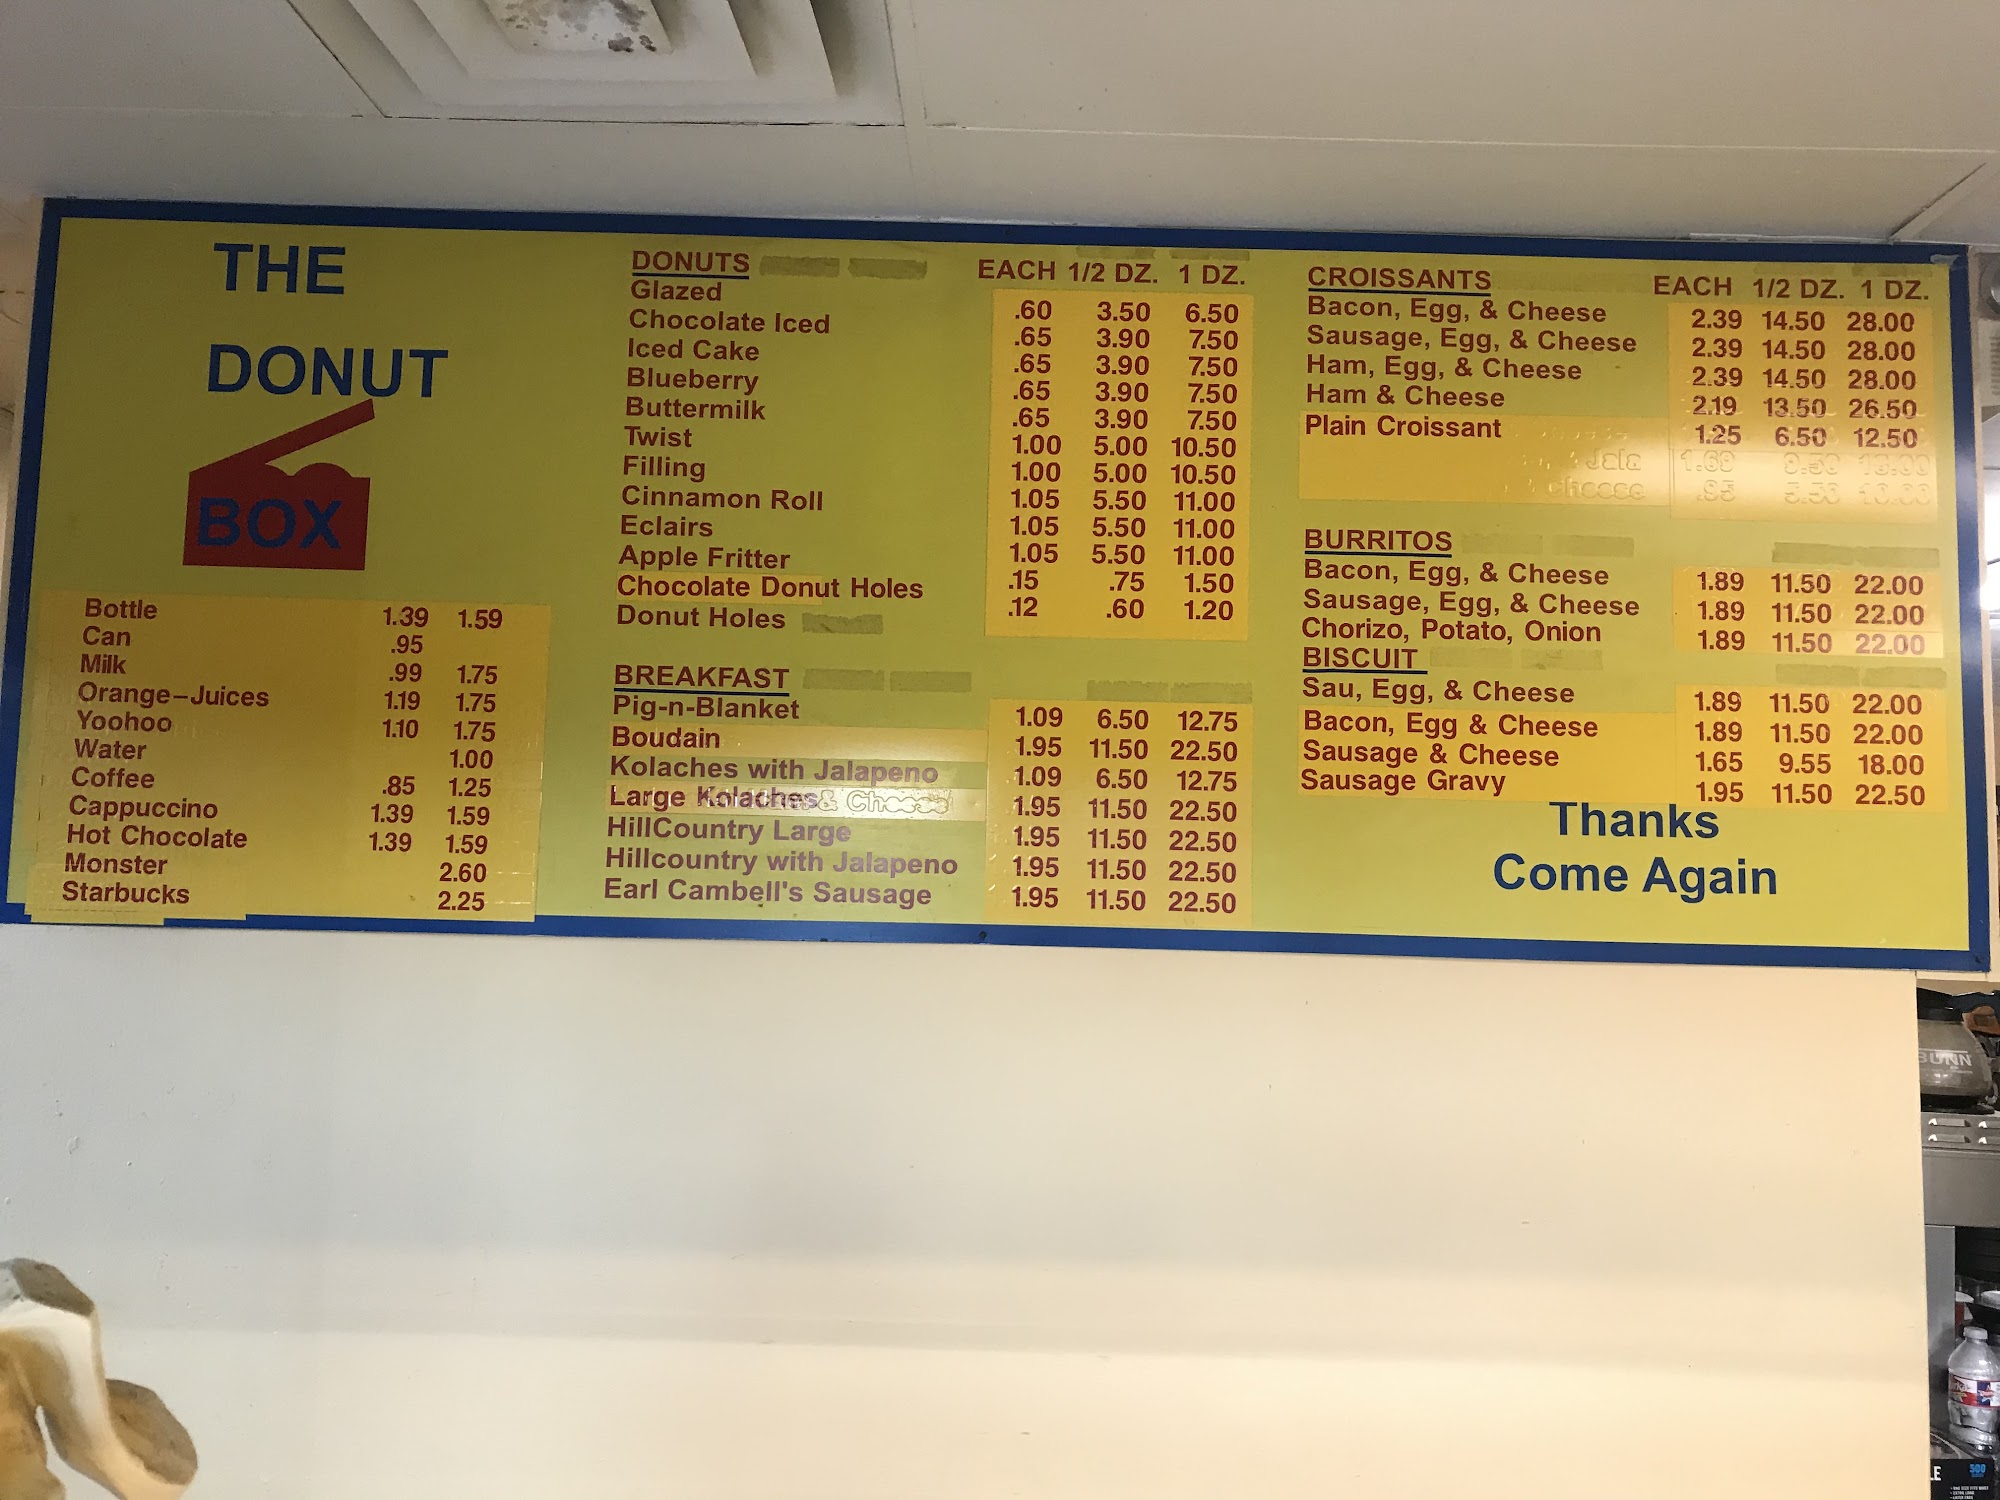 THE
DONUT
BOX
Bottle 1.39 1.59
Can .95
Milk .99 1.75
Orange-Juices 1.19 1.75
Yoohoo 1.10 1.75
Water 1.00
Coffee .85 1.25
Cappuccino 1.39 1.59
Hot Chocolate 1.39 1.59
Monster 2.60
Starbucks 2.25
DONUTS EACH 1/2 DZ. 1 DZ.
Glazed .60 3.50 6.50
Chocolate Iced .65 3.90 7.50
Iced Cake .65 3.90 7.50
Blueberry .65 3.90 7.50
Buttermilk .65 3.90 7.50
Twist 1.00 5.00 10.50
Filling 1.00 5.00 10.50
Cinnamon Roll 1.05 5.50 11.00
Eclairs 1.05 5.50 11.00
Apple Fritter 1.05 5.50 11.00
Chocolate Donut Holes .15 .75 1.50
Donut Holes .12 .60 1.20
BREAKFAST
Pig-n-Blanket 1.09 6.50 12.75
Boudain 1.95 11.50 22.50
Kolaches with Jalapeno 1.09 6.50 12.75
Large Kolaches & Cheese 1.95 11.50 22.50
HillCountry Large 1.95 11.50 22.50
Hillcountry with Jalapeno 1.95 11.50 22.50
Earl Cambell's Sausage 1.95 11.50 22.50
CROISSANTS EACH 1/2 DZ. 1 DZ.
Bacon, Egg, & Cheese 2.39 14.50 28.00
Sausage, Egg, & Cheese 2.39 14.50 28.00
Ham, Egg, & Cheese 2.39 14.50 28.00
Ham & Cheese 2.19 13.50 26.50
Plain Croissant 1.25 6.50 12.50
Jala 1.69
cheese .95
BURRITOS
Bacon, Egg, & Cheese 1.89 11.50 22.00
Sausage, Egg, & Cheese 1.89 11.50 22.00
Chorizo, Potato, Onion 1.89 11.50 22.00
BISCUIT
Sau, Egg, & Cheese 1.89 11.50 22.00
Bacon, Egg & Cheese 1.89 11.50 22.00
Sausage & Cheese 1.65 9.55 18.00
Sausage Gravy 1.95 11.50 22.50
Thanks
Come Again
BUNN
500